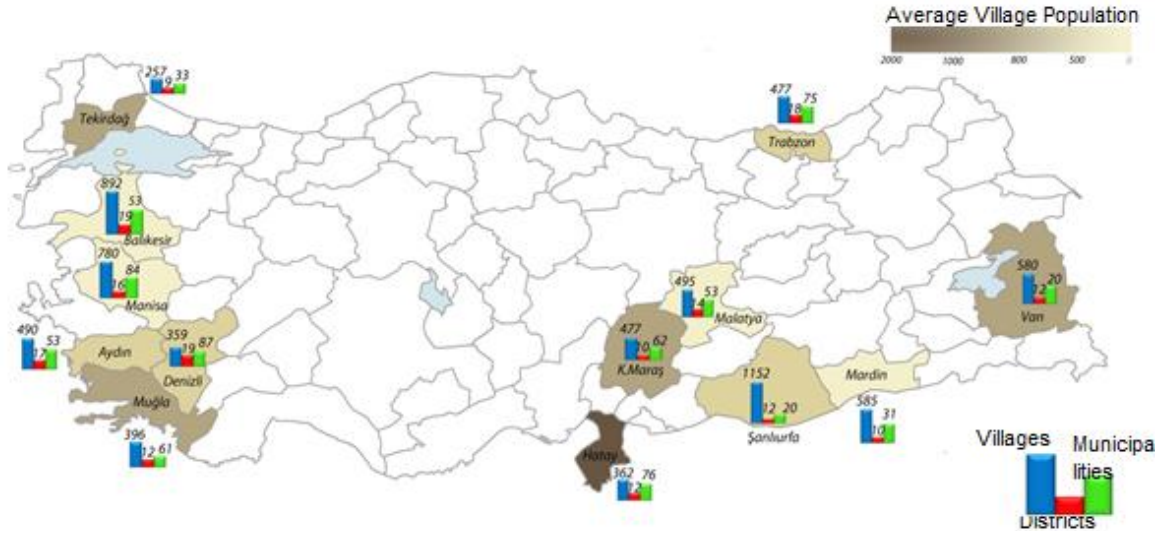 Average Village Population
2000 1000 800 500 0
257 9 33
Tekirdağ
477 18 75
Trabzon
892 19 53
Balıkesir
780 16 84
Manisa
580 12 20
Van
495 14 53
Malatya
490 17 53
Aydın
359 19 87
Denizli
477 10 62
K.Maraş
Muğla
1152 12 20
Şanlıurfa
Mardin
585 10 31
396 12 61
Hatay
362 12 76
Villages
Municipa
lities
Districts